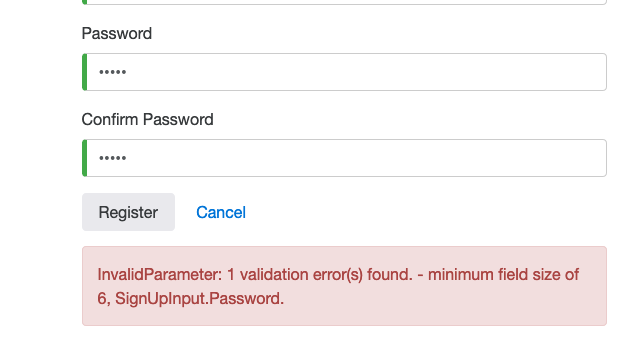 Password
•••••
Confirm Password
•••••
Register Cancel
InvalidParameter: 1 validation error(s) found. - minimum field size of
6, SignUpInput.Password.